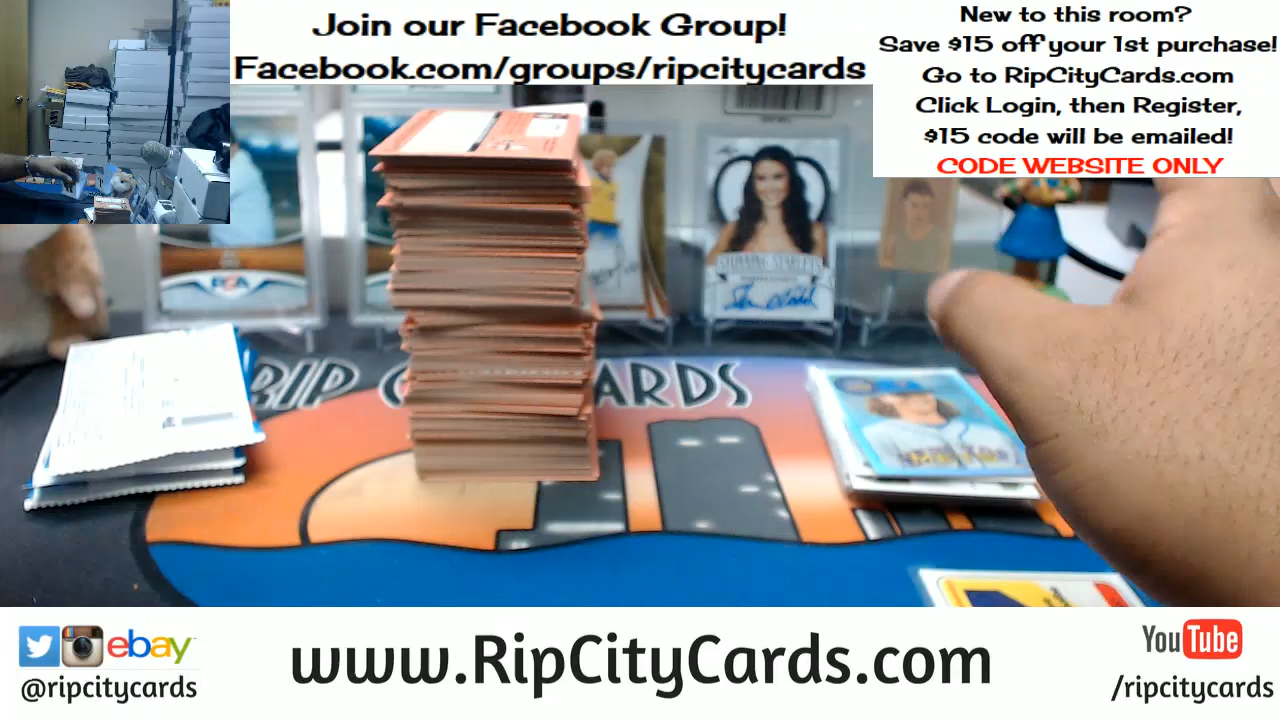 Join our Facebook Group!
Facebook.com/groups/ripcitycards
New to this room?
Save $15 off your 1st purchase!
Go to RipCityCards.com
Click Login, then Register,
$15 code will be emailed!
CODE WEBSITE ONLY
STUNNING STARLETS
RIP C ARDS
ebay
@ripcitycards
www.RipCityCards.com
YouTube
/ripcitycards